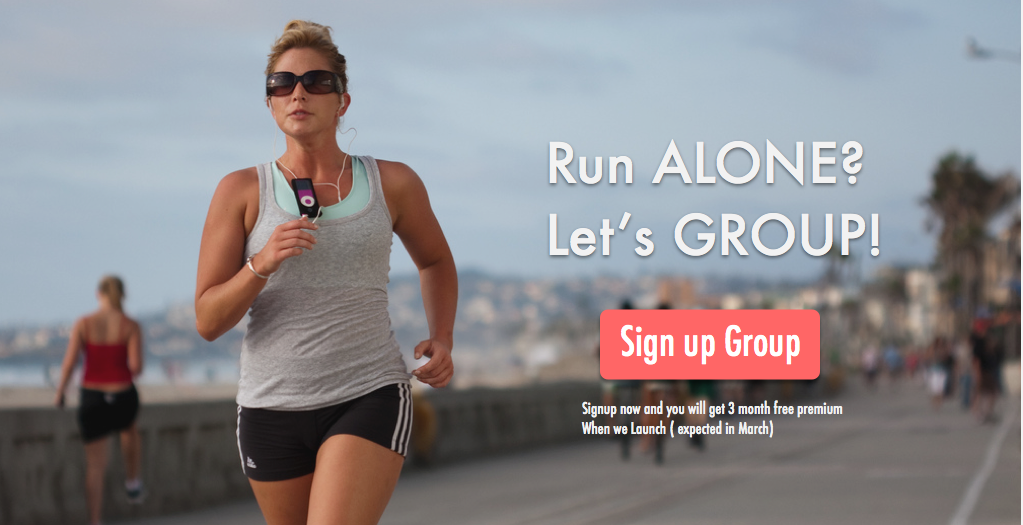 Run ALONE?
Let's GROUP!
Sign up Group
Signup now and you will get 3 month free premium
When we Launch ( expected in March)